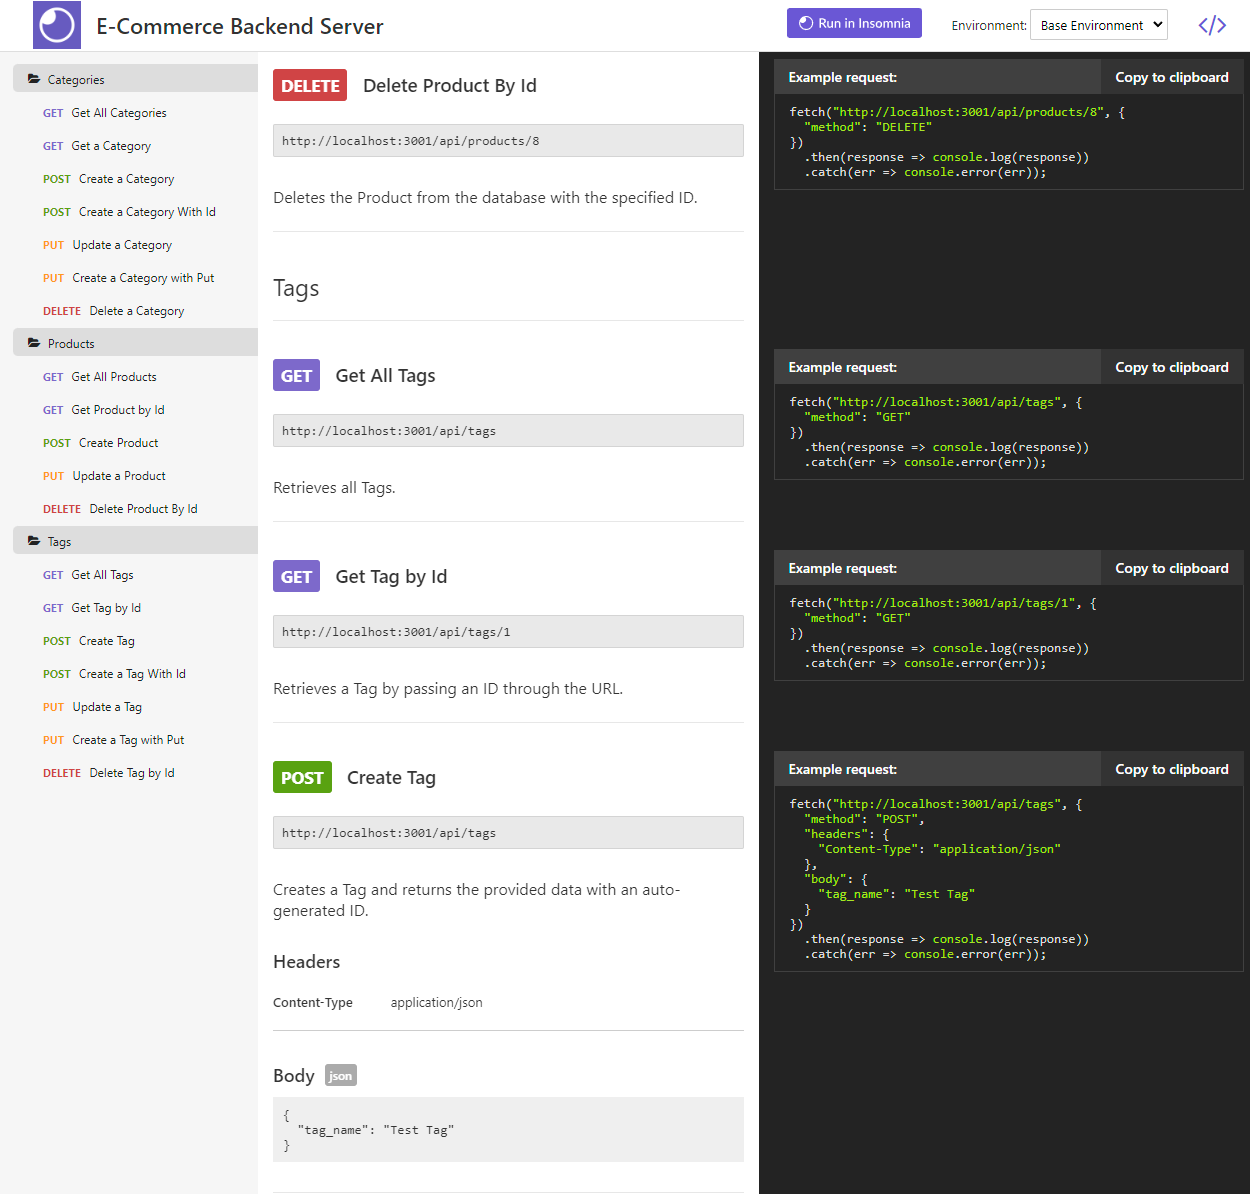 E-Commerce Backend Server
Run in Insomnia
Environment: Base Environment
</>
Categories
GET Get All Categories
GET Get a Category
POST Create a Category
POST Create a Category With Id
PUT Update a Category
PUT Create a Category with Put
DELETE Delete a Category
Products
GET Get All Products
GET Get Product by Id
POST Create Product
PUT Update a Product
DELETE Delete Product By Id
Tags
GET Get All Tags
GET Get Tag by Id
POST Create Tag
POST Create a Tag With Id
PUT Update a Tag
PUT Create a Tag with Put
DELETE Delete Tag by Id
DELETE Delete Product By Id
http://localhost:3001/api/products/8
Deletes the Product from the database with the specified ID.
Tags
GET Get All Tags
http://localhost:3001/api/tags
Retrieves all Tags.
GET Get Tag by Id
http://localhost:3001/api/tags/1
Retrieves a Tag by passing an ID through the URL.
POST Create Tag
http://localhost:3001/api/tags
Creates a Tag and returns the provided data with an auto-
generated ID.
Headers
Content-Type application/json
Body json
{
  "tag_name": "Test Tag"
}
Example request: Copy to clipboard
fetch("http://localhost:3001/api/products/8", {
  "method": "DELETE"
})
  .then(response => console.log(response))
  .catch(err => console.error(err));
Example request: Copy to clipboard
fetch("http://localhost:3001/api/tags", {
  "method": "GET"
})
  .then(response => console.log(response))
  .catch(err => console.error(err));
Example request: Copy to clipboard
fetch("http://localhost:3001/api/tags/1", {
  "method": "GET"
})
  .then(response => console.log(response))
  .catch(err => console.error(err));
Example request: Copy to clipboard
fetch("http://localhost:3001/api/tags", {
  "method": "POST",
  "headers": {
    "Content-Type": "application/json"
  },
  "body": {
    "tag_name": "Test Tag"
  }
})
  .then(response => console.log(response))
  .catch(err => console.error(err));